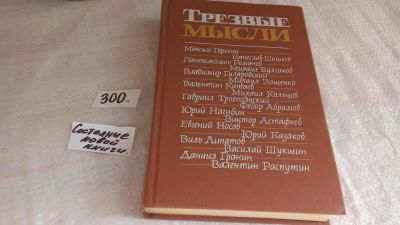 ТРЕЗВЫЕ
МЫСЛИ
Максим Горький
Вячеслав Шишков
Пантелеймон Романов
Михаил Булгаков
Владимир Гиляровский
Михаил Зощенко
Валентин Катаев
Михаил Кольцов
Гавриил Троепольский
Федор Абрамов
Юрий Нагибин
Виктор Астафьев
Евгений Носов
Юрий Казаков
Виль Липатов
Василий Шукшин
Даниил Гранин
Валентин Распутин
300.
Состояние
новой
книги